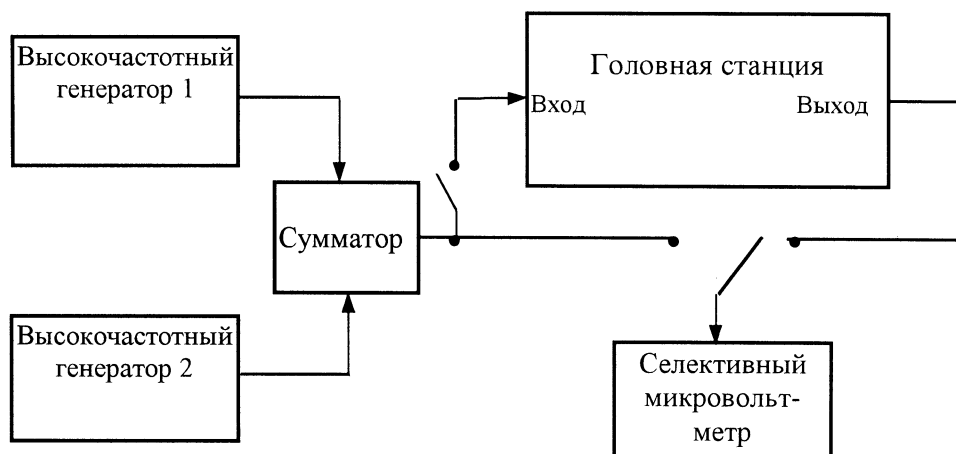 Высокочастотный
генератор 1
Головная станция
Вход
Выход
Сумматор
Высокочастотный
генератор 2
Селективный
микровольт-
метр